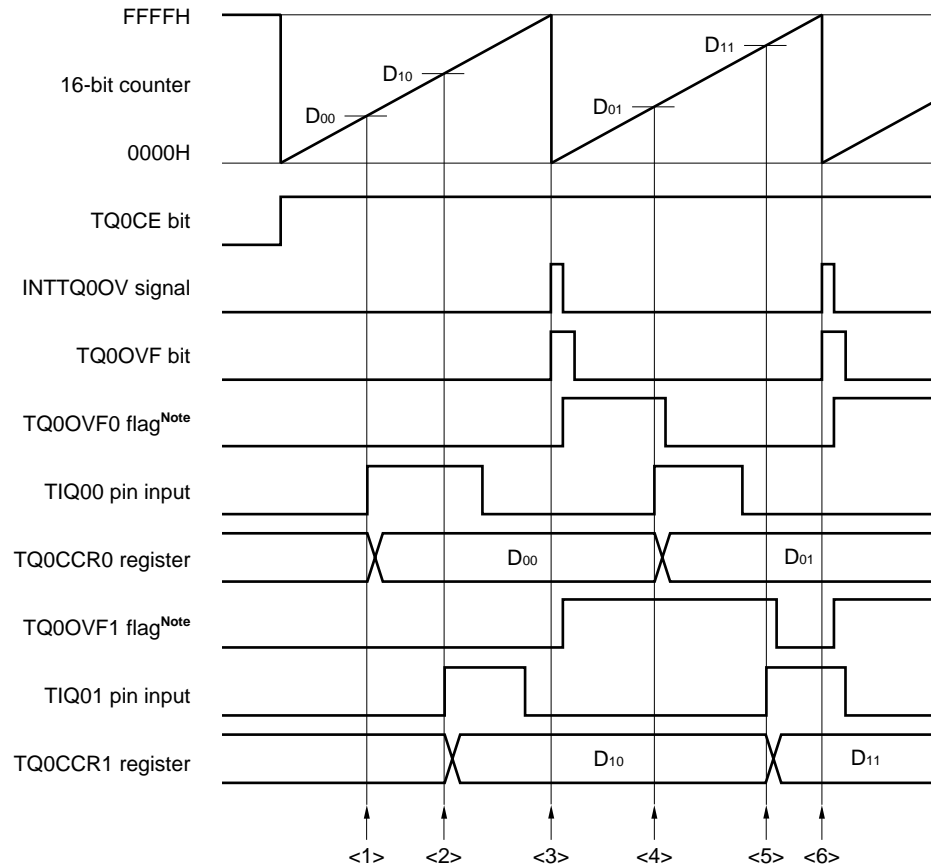 FFFFH
16-bit counter
0000H
D00
D10
D01
D11
TQ0CE bit
INTTQ0OV signal
TQ0OVF bit
TQ0OVF0 flagNote
TIQ00 pin input
TQ0CCR0 register
D00
D01
TQ0OVF1 flagNote
TIQ01 pin input
TQ0CCR1 register
D10
D11
<1> <2> <3> <4> <5> <6>